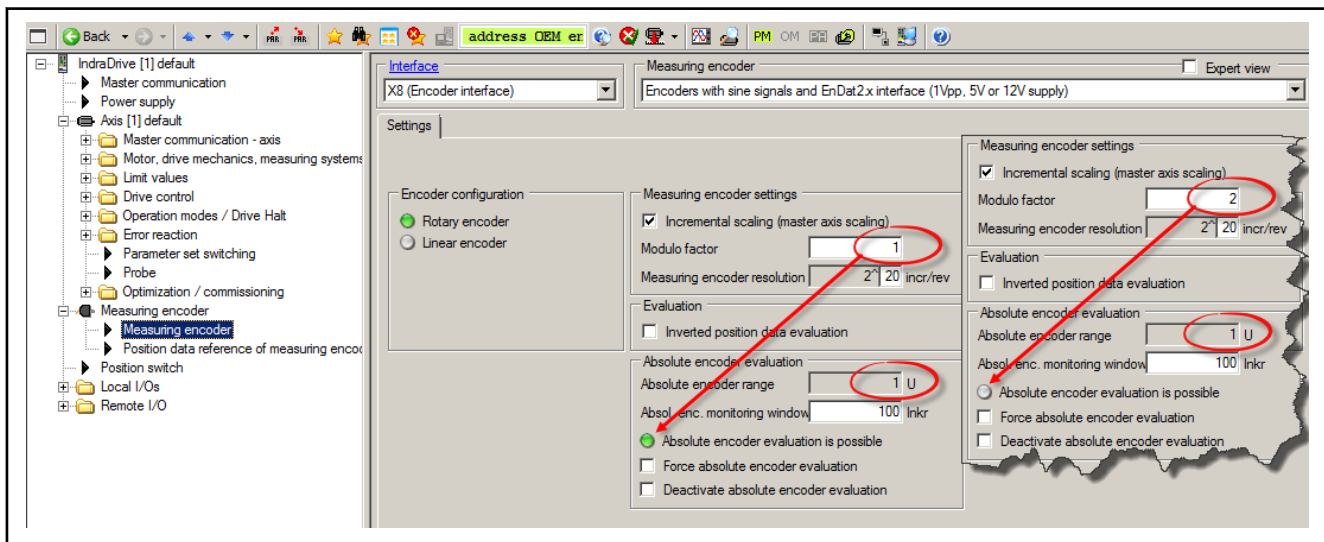 Back
address OEM er
PM OM
IndraDrive [1] default
Master communication
Power supply
Axis [1] default
Master communication - axis
Motor, drive mechanics, measuring systems
Limit values
Drive control
Operation modes / Drive Halt
Error reaction
Parameter set switching
Probe
Optimization / commissioning
Measuring encoder
Measuring encoder
Position data reference of measuring encod
Position switch
Local I/Os
Remote I/O
Interface
X8 (Encoder interface)
Measuring encoder
Expert view
Encoders with sine signals and EnDat2.x interface (1Vpp, 5V or 12V supply)
Settings
Encoder configuration
Rotary encoder
Linear encoder
Measuring encoder settings
Incremental scaling (master axis scaling)
Modulo factor 1
Measuring encoder resolution 2^ 20 incr/rev
Evaluation
Inverted position data evaluation
Absolute encoder evaluation
Absolute encoder range 1 U
Absol. enc. monitoring window 100 Inkr
Absolute encoder evaluation is possible
Force absolute encoder evaluation
Deactivate absolute encoder evaluation
Measuring encoder settings
Incremental scaling (master axis scaling)
Modulo factor 2
Measuring encoder resolution 2^ 20 incr/rev
Evaluation
Inverted position data evaluation
Absolute encoder evaluation
Absolute encoder range 1 U
Absol. enc. monitoring window 100 Inkr
Absolute encoder evaluation is possible
Force absolute encoder evaluation
Deactivate absolute encoder evaluation